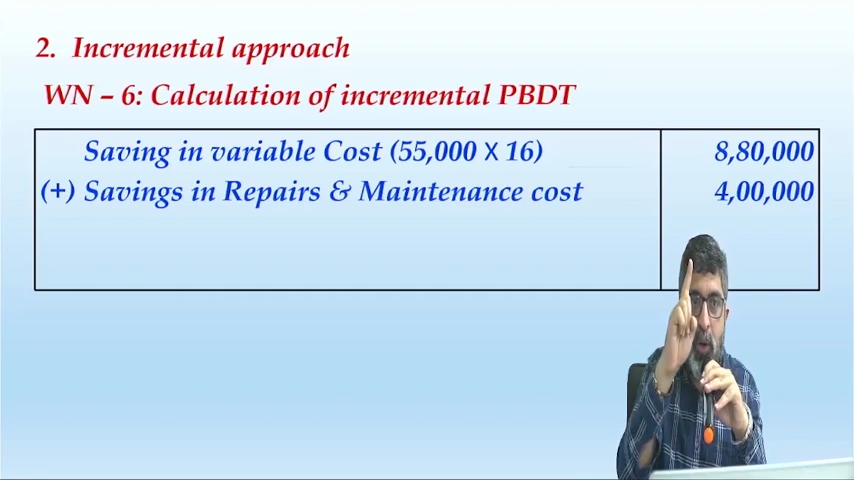 2. Incremental approach
WN – 6: Calculation of incremental PBDT
Saving in variable Cost (55,000 X 16) 8,80,000
(+) Savings in Repairs & Maintenance cost 4,00,000